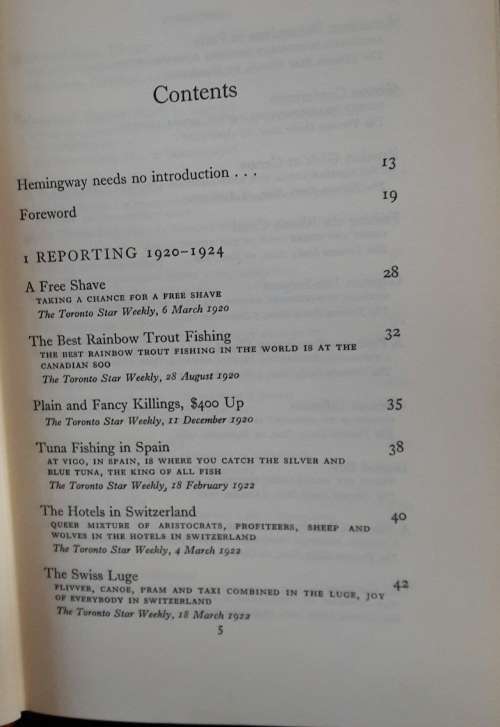 Contents
Hemingway needs no introduction . . . 13
Foreword 19
1 REPORTING 1920–1924
A Free Shave 28
TAKING A CHANCE FOR A FREE SHAVE
The Toronto Star Weekly, 6 March 1920
The Best Rainbow Trout Fishing 32
THE BEST RAINBOW TROUT FISHING IN THE WORLD IS AT THE
CANADIAN SOO
The Toronto Star Weekly, 28 August 1920
Plain and Fancy Killings, $400 Up 35
The Toronto Star Weekly, 11 December 1920
Tuna Fishing in Spain 38
AT VIGO, IN SPAIN, IS WHERE YOU CATCH THE SILVER AND
BLUE TUNA, THE KING OF ALL FISH
The Toronto Star Weekly, 18 February 1922
The Hotels in Switzerland 40
QUEER MIXTURE OF ARISTOCRATS, PROFITEERS, SHEEP AND
WOLVES IN THE HOTELS IN SWITZERLAND
The Toronto Star Weekly, 4 March 1922
The Swiss Luge 42
FLIVVER, CANOE, PRAM AND TAXI COMBINED IN THE LUGE, JOY
OF EVERYBODY IN SWITZERLAND
The Toronto Star Weekly, 18 March 1922
5